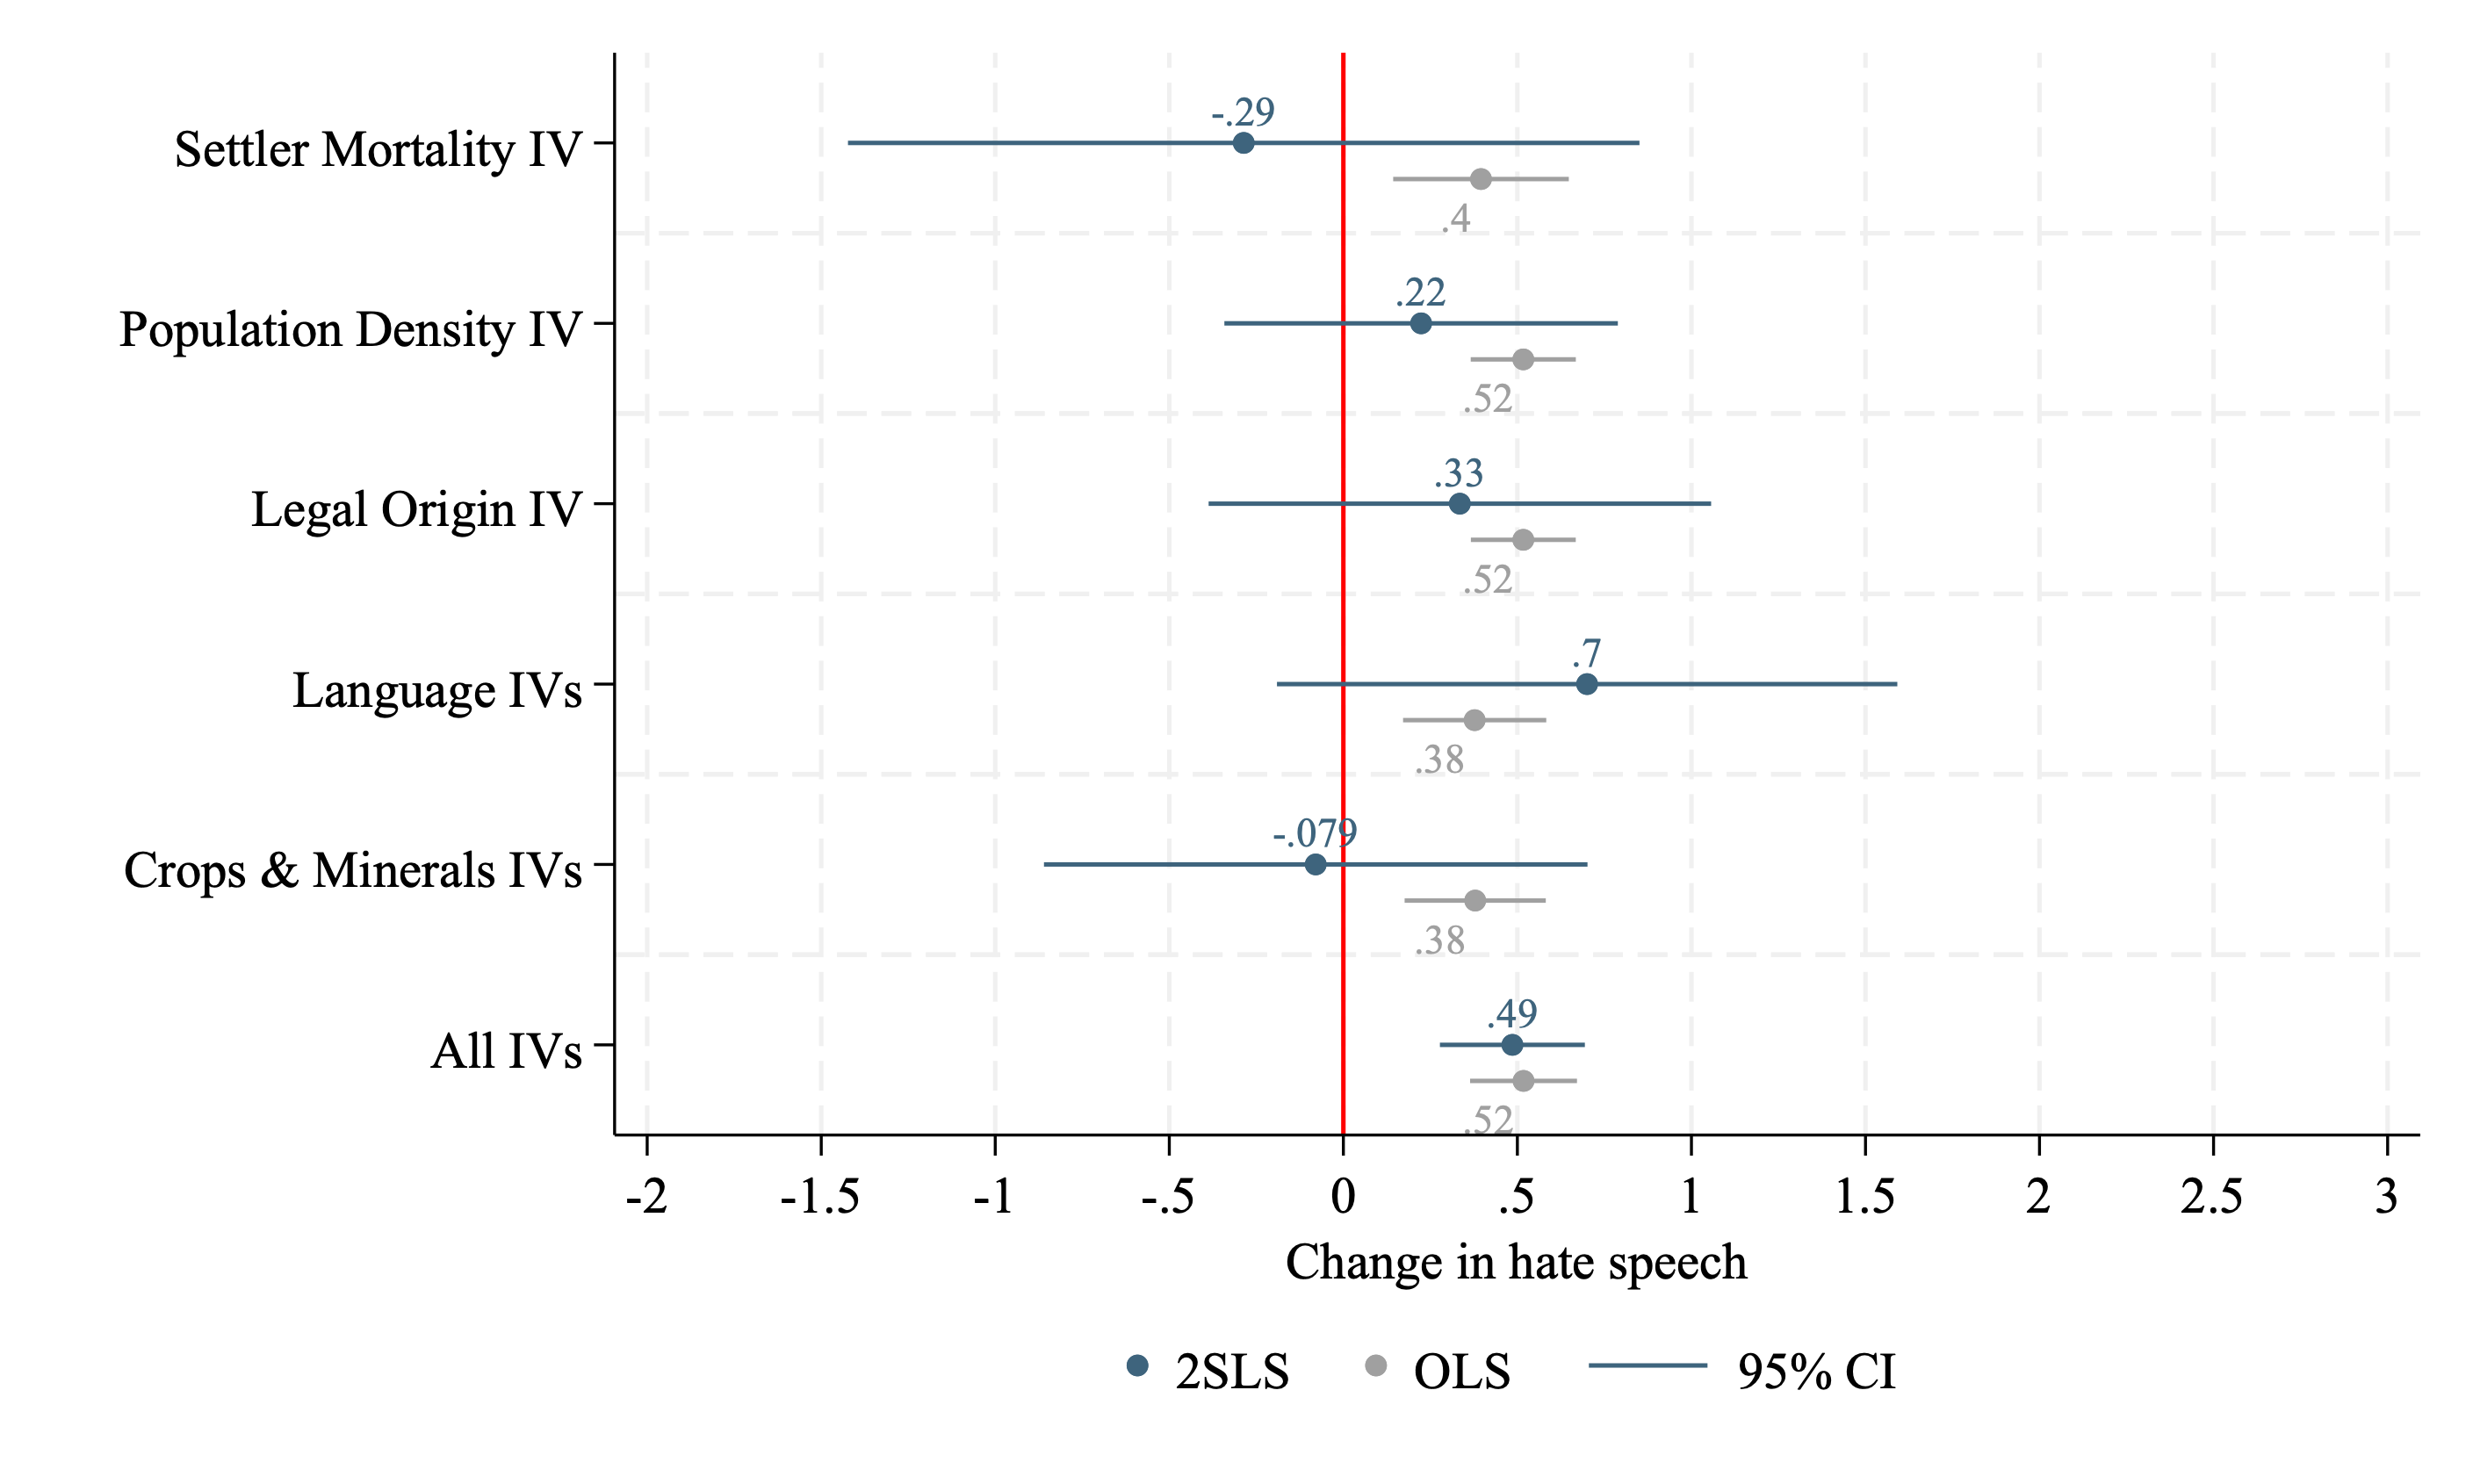 Settler Mortality IV
-.29
.4
Population Density IV
.22
.52
Legal Origin IV
.33
.52
Language IVs
.7
.38
Crops & Minerals IVs
-.079
.38
All IVs
.49
.52
-2 -1.5 -1 -.5 0 .5 1 1.5 2 2.5 3
Change in hate speech
2SLS OLS 95% CI